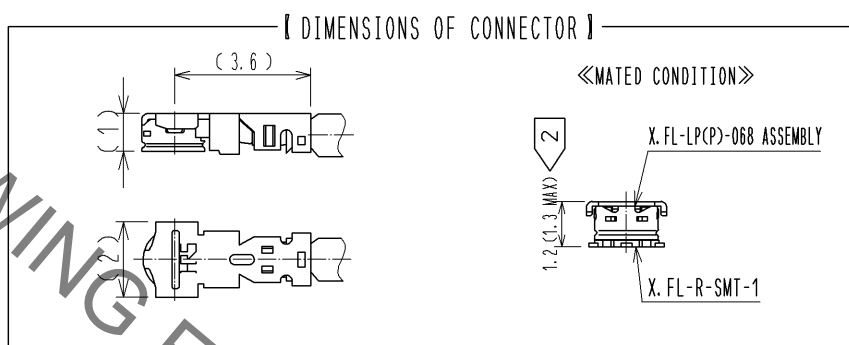 【 DIMENSIONS OF CONNECTOR 】
(3.6)
≪MATED CONDITION≫
(1)
2
X.FL-LP(P)-068 ASSEMBLY
1.2 (1.3 MAX)
(2)
X.FL-R-SMT-1
WING